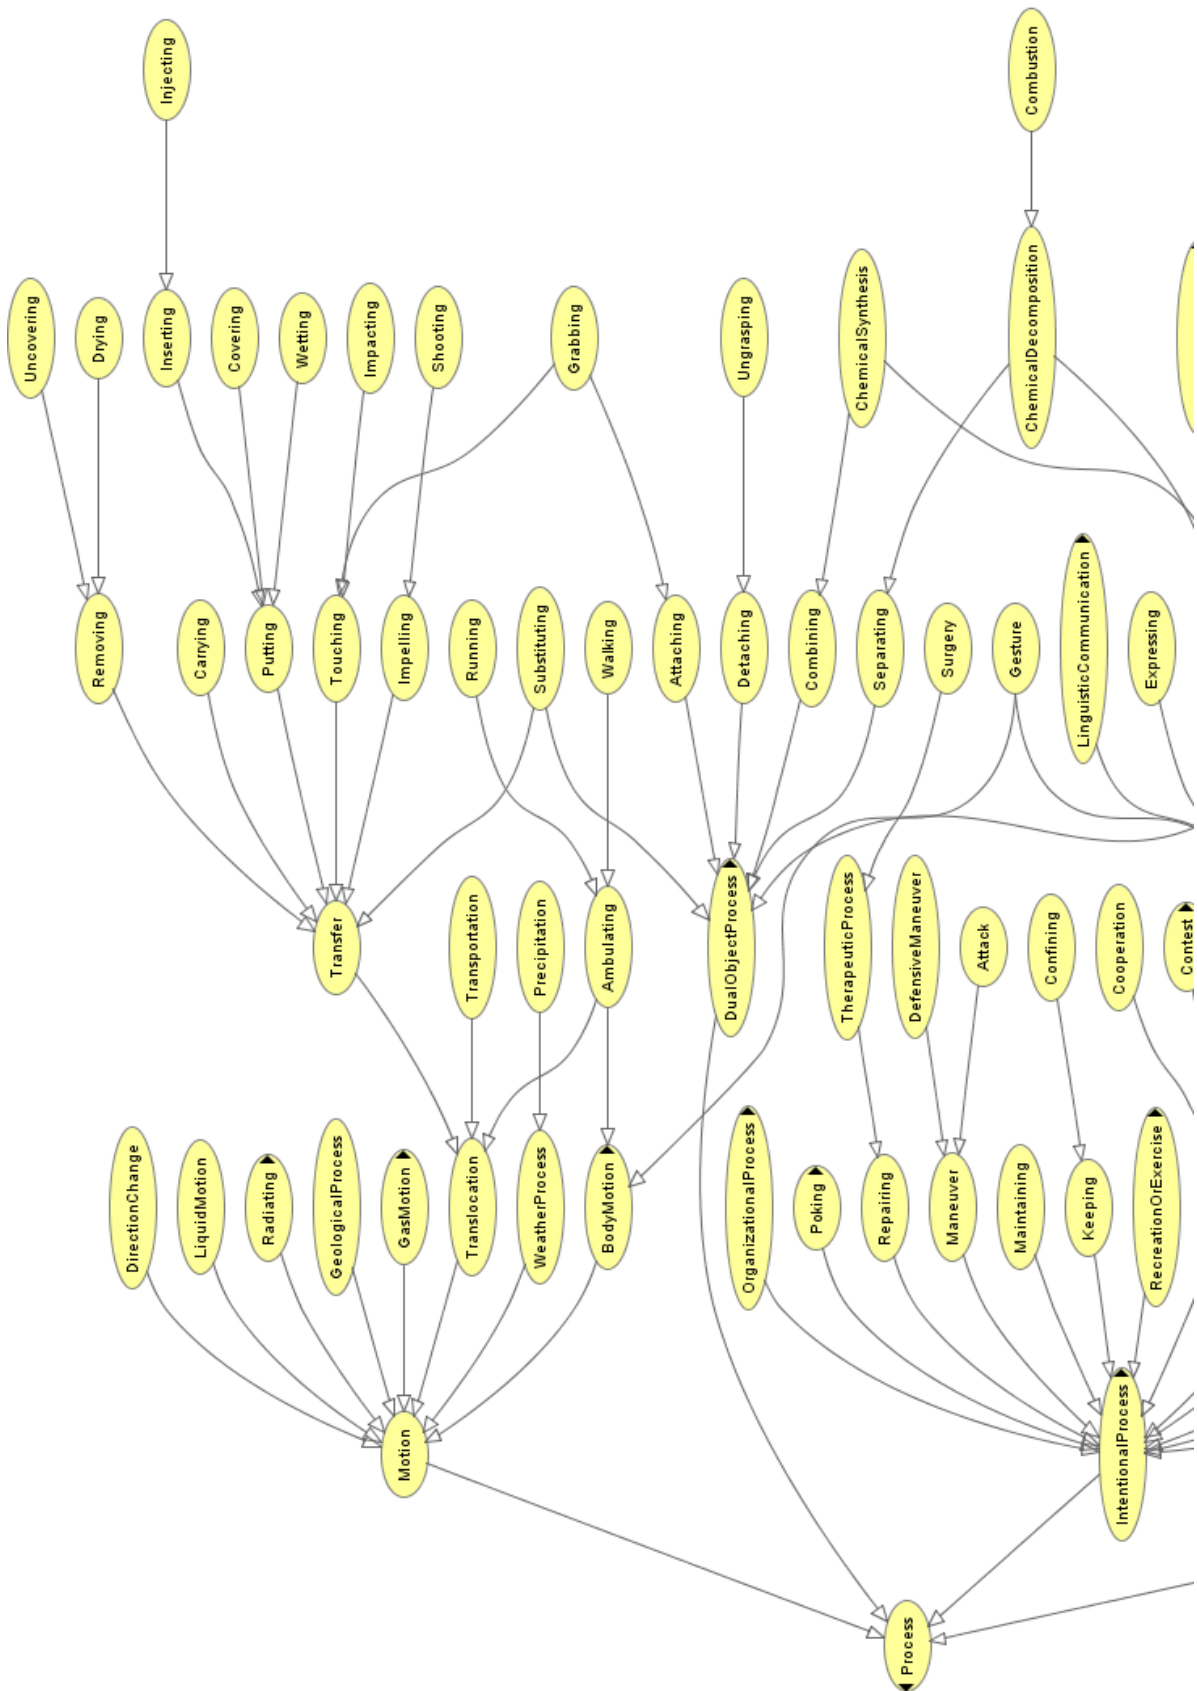 Injecting
Combustion
Uncovering
Drying
Inserting
Covering
Wetting
Impacting
Shooting
Grabbing
Ungrasping
ChemicalSynthesis
ChemicalDecomposition
Removing
Carrying
Putting
Touching
Impelling
Running
Substituting
Walking
Attaching
Detaching
Combining
Separating
Surgery
Gesture
LinguisticCommunication
Expressing
Transfer
Transportation
Precipitation
Ambulating
DualObjectProcess
TherapeuticProcess
DefensiveManeuver
Attack
Confining
Cooperation
Contest
DirectionChange
LiquidMotion
Radiating
GeologicalProcess
GasMotion
Translocation
WeatherProcess
BodyMotion
OrganizationalProcess
Poking
Repairing
Maneuver
Maintaining
Keeping
RecreationOrExercise
Motion
IntentionalProcess
Process